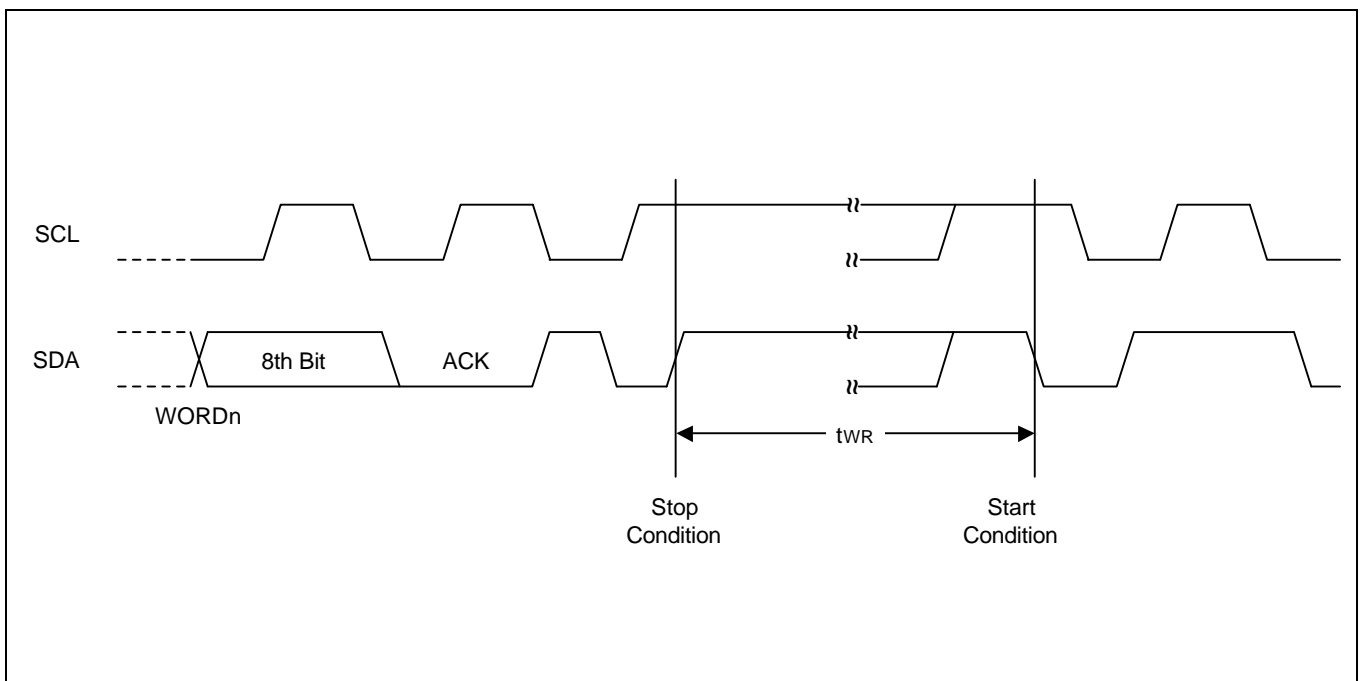 SCL
SDA
8th Bit
ACK
WORDn
tWR
Stop
Condition
Start
Condition